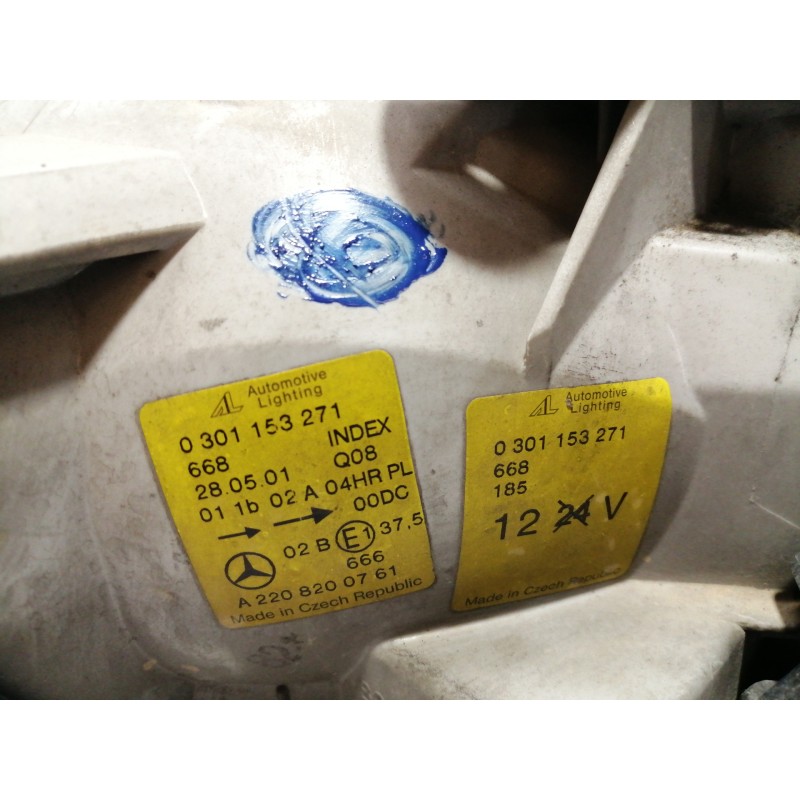 AL Automotive
Lighting
0 301 153 271
668 INDEX
28.05.01 Q08
01 1b 02 A 04HR PL
00DC
02 B E1 37,5
666
A 220 820 07 61
Made in Czech Republic
AL Automotive
Lighting
0 301 153 271
668
185
12 24 V
Made in Czech Republic